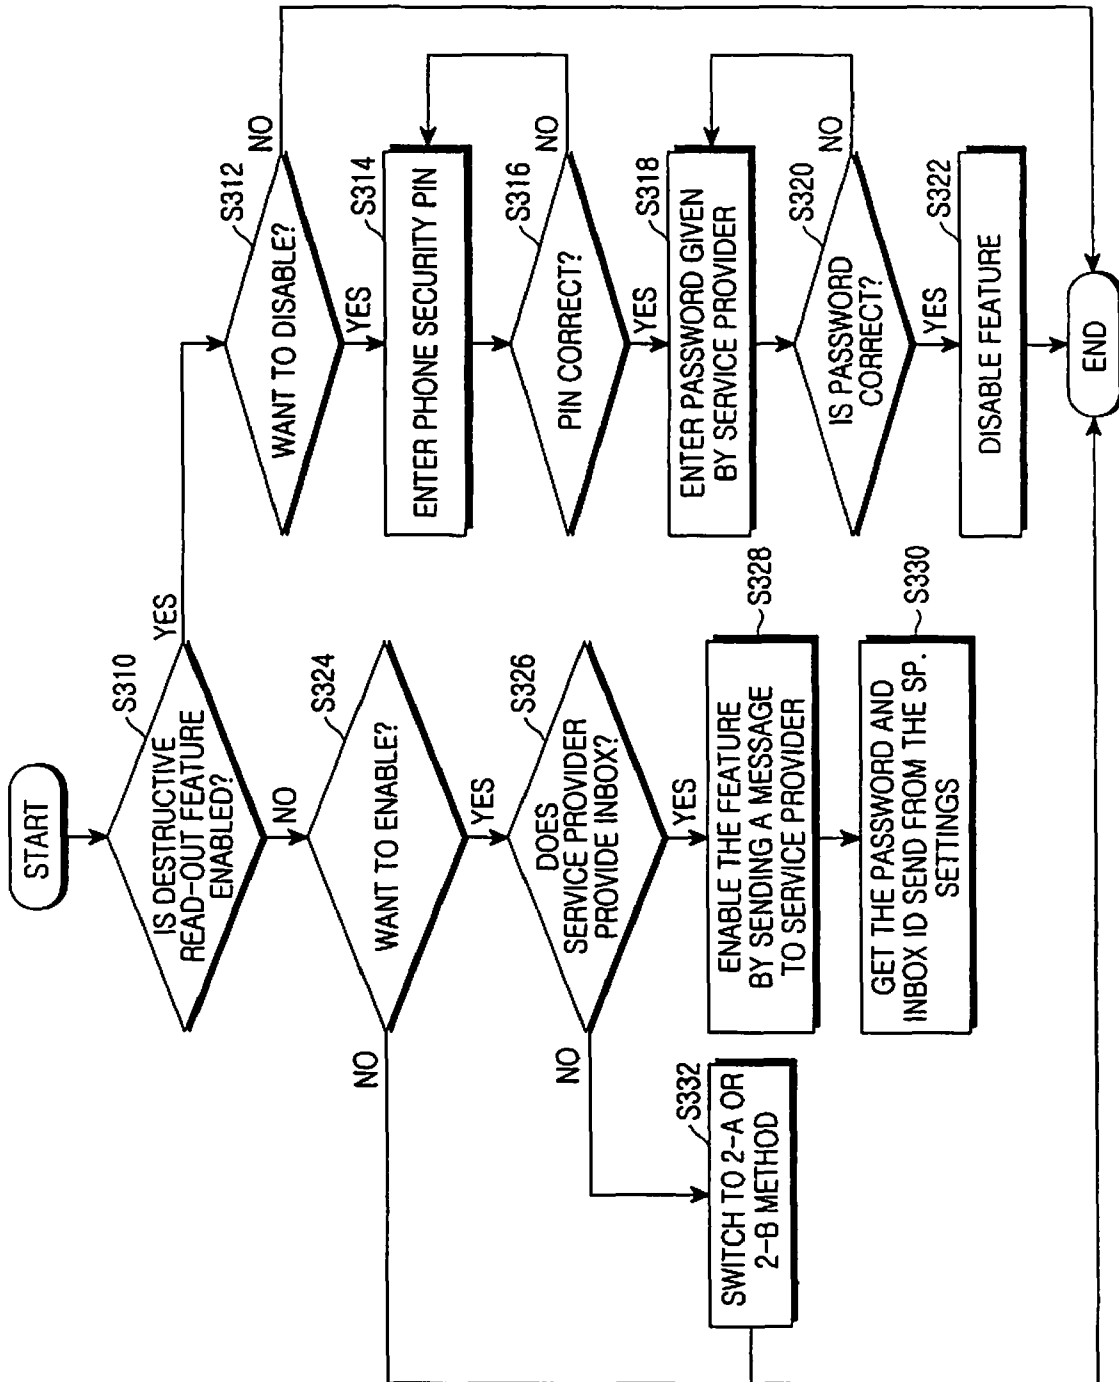 START
S310
IS DESTRUCTIVE
READ-OUT FEATURE
ENABLED?
YES
NO
S312
WANT TO DISABLE?
NO
YES
S314
ENTER PHONE SECURITY PIN
S316
PIN CORRECT?
NO
YES
S318
ENTER PASSWORD GIVEN
BY SERVICE PROVIDER
S320
IS PASSWORD
CORRECT?
NO
YES
S322
DISABLE FEATURE
S324
WANT TO ENABLE?
NO
YES
S326
DOES
SERVICE PROVIDER
PROVIDE INBOX?
NO
YES
S328
ENABLE THE FEATURE
BY SENDING A MESSAGE
TO SERVICE PROVIDER
S330
GET THE PASSWORD AND
INBOX ID SEND FROM THE SP.
SETTINGS
S332
SWITCH TO 2-A OR
2-B METHOD
END